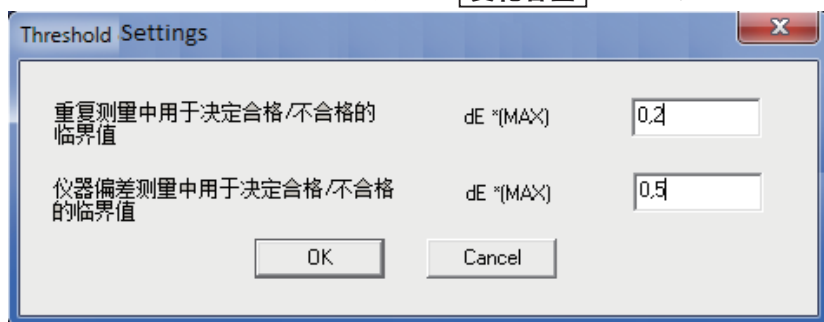 Threshold Settings
重复测量中用于决定合格/不合格的 dE *(MAX) 0,2
临界值
仪器偏差测量中用于决定合格/不合格 dE *(MAX) 0,5
的临界值
OK Cancel